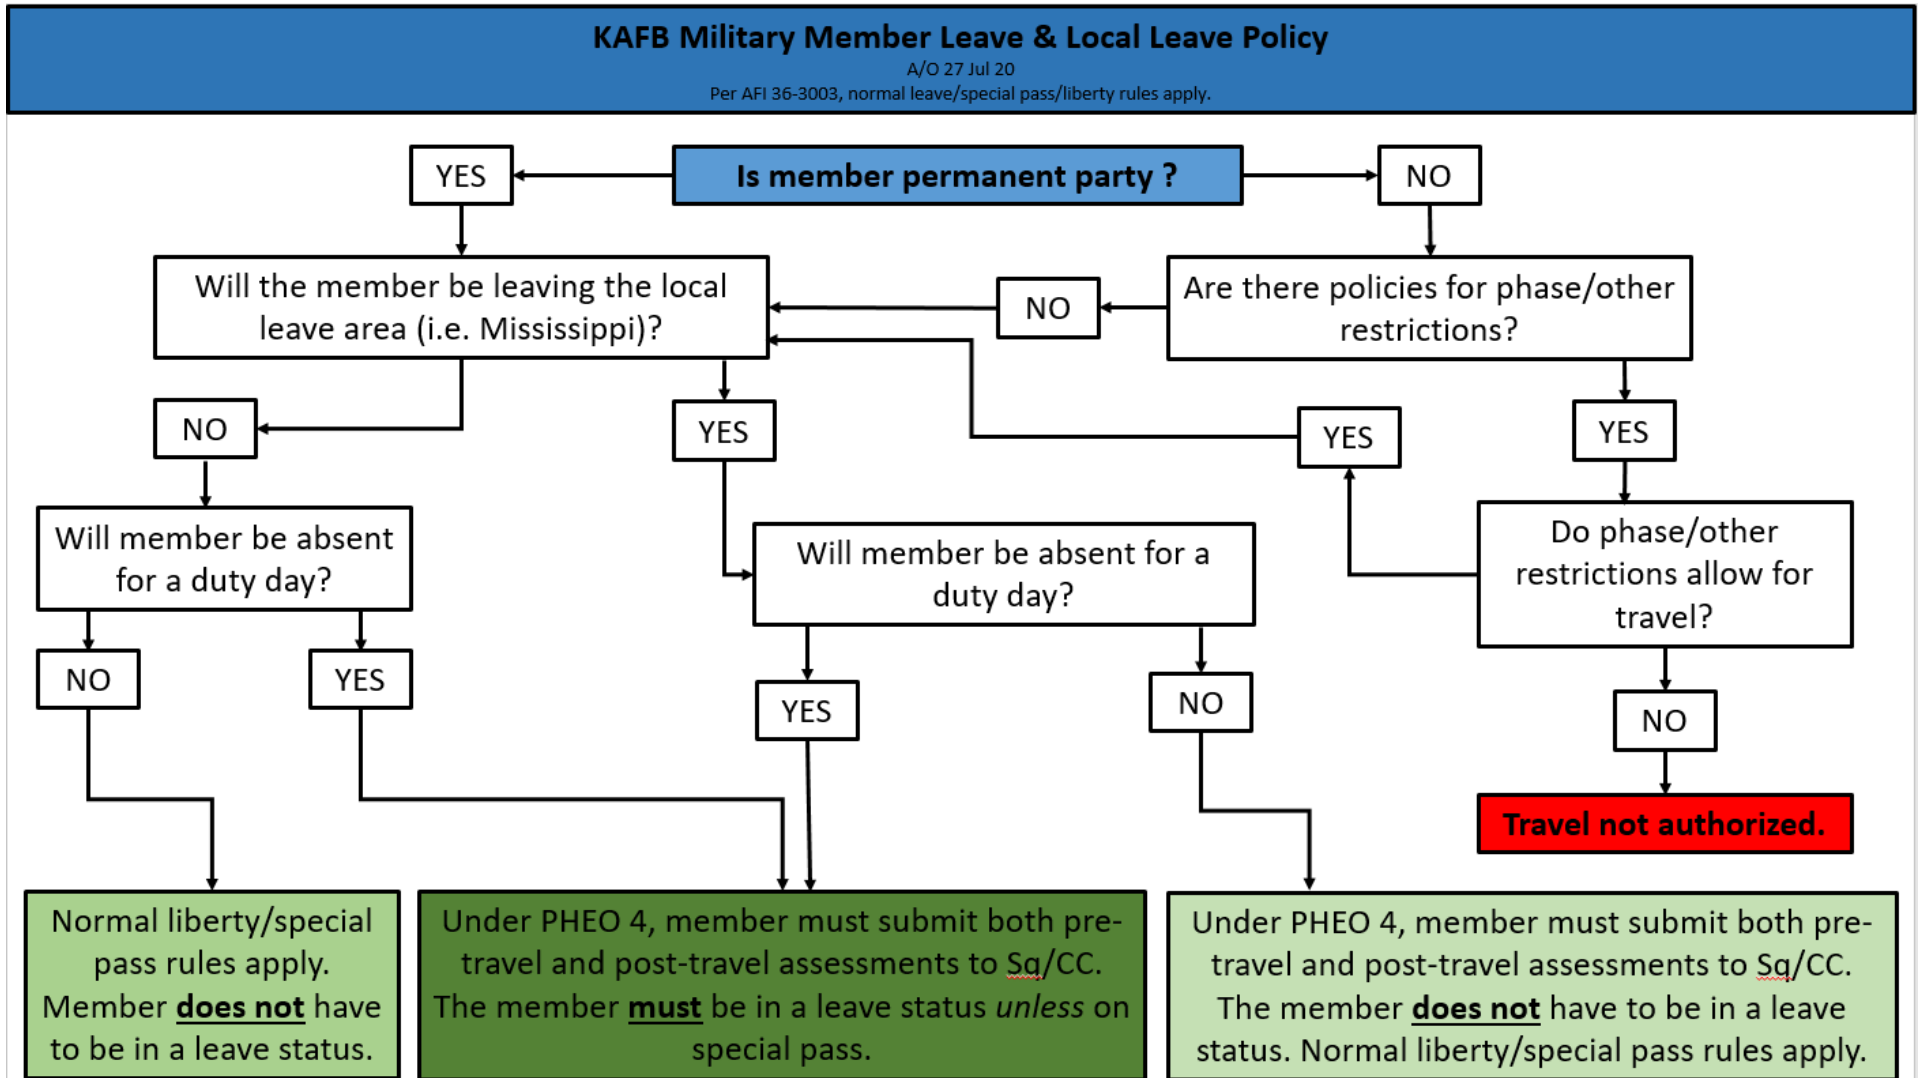 KAFB Military Member Leave & Local Leave Policy
A/O 27 Jul 20
Per AFI 36-3003, normal leave/special pass/liberty rules apply.
YES
Is member permanent party ?
NO
Will the member be leaving the local
leave area (i.e. Mississippi)?
NO
Are there policies for phase/other
restrictions?
NO
YES
YES
YES
Will member be absent
for a duty day?
Will member be absent for a
duty day?
Do phase/other
restrictions allow for
travel?
NO
YES
YES
NO
NO
Travel not authorized.
Normal liberty/special
pass rules apply.
Member does not have
to be in a leave status.
Under PHEO 4, member must submit both pre-
travel and post-travel assessments to Sq/CC.
The member must be in a leave status unless on
special pass.
Under PHEO 4, member must submit both pre-
travel and post-travel assessments to Sq/CC.
The member does not have to be in a leave
status. Normal liberty/special pass rules apply.